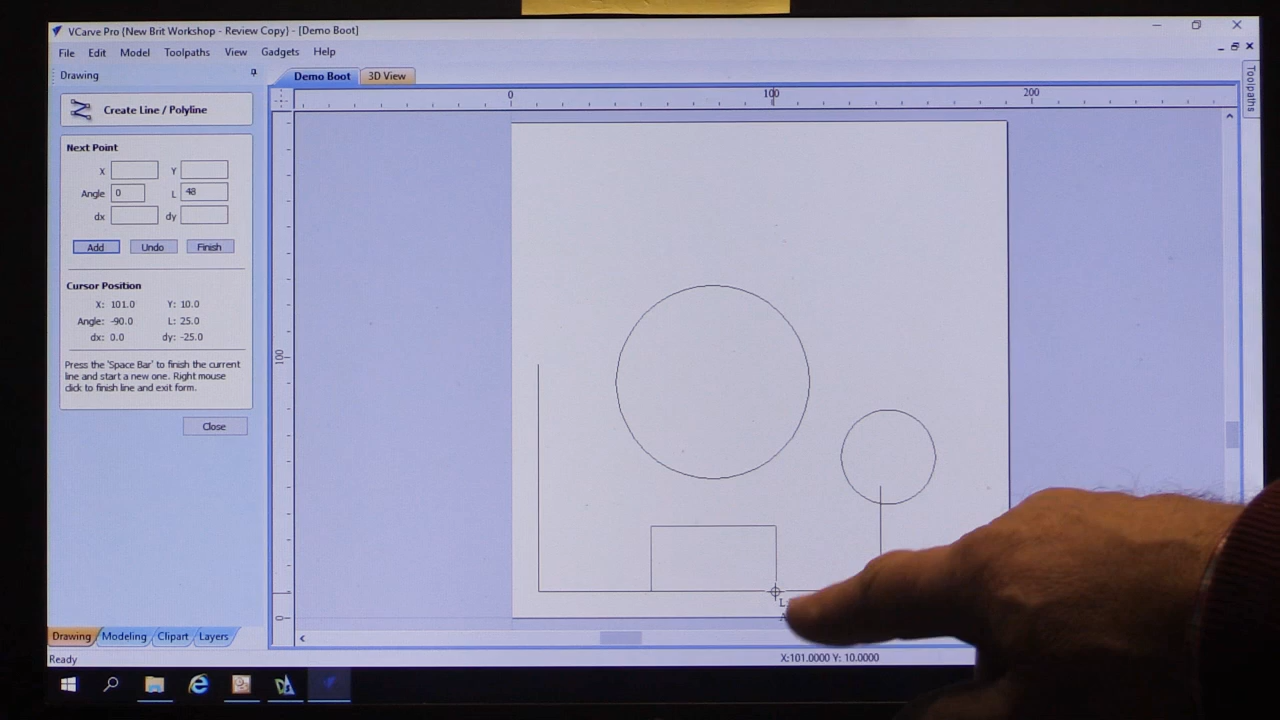 VCarve Pro {New Brit Workshop - Review Copy} - [Demo Boot]
File Edit Model Toolpaths View Gadgets Help
Drawing
Demo Boot 3D View
Create Line / Polyline
0 100 200
Toolpaths
Next Point
X Y
Angle 0 L 48
dx dy
Add Undo Finish
Cursor Position
X: 101.0 Y: 10.0
Angle: -90.0 L: 25.0
dx: 0.0 dy: -25.0
Press the 'Space Bar' to finish the current
line and start a new one. Right mouse
click to finish line and exit form.
Close
100
0
Drawing Modeling Clipart Layers
Ready
X:101.0000 Y: 10.0000